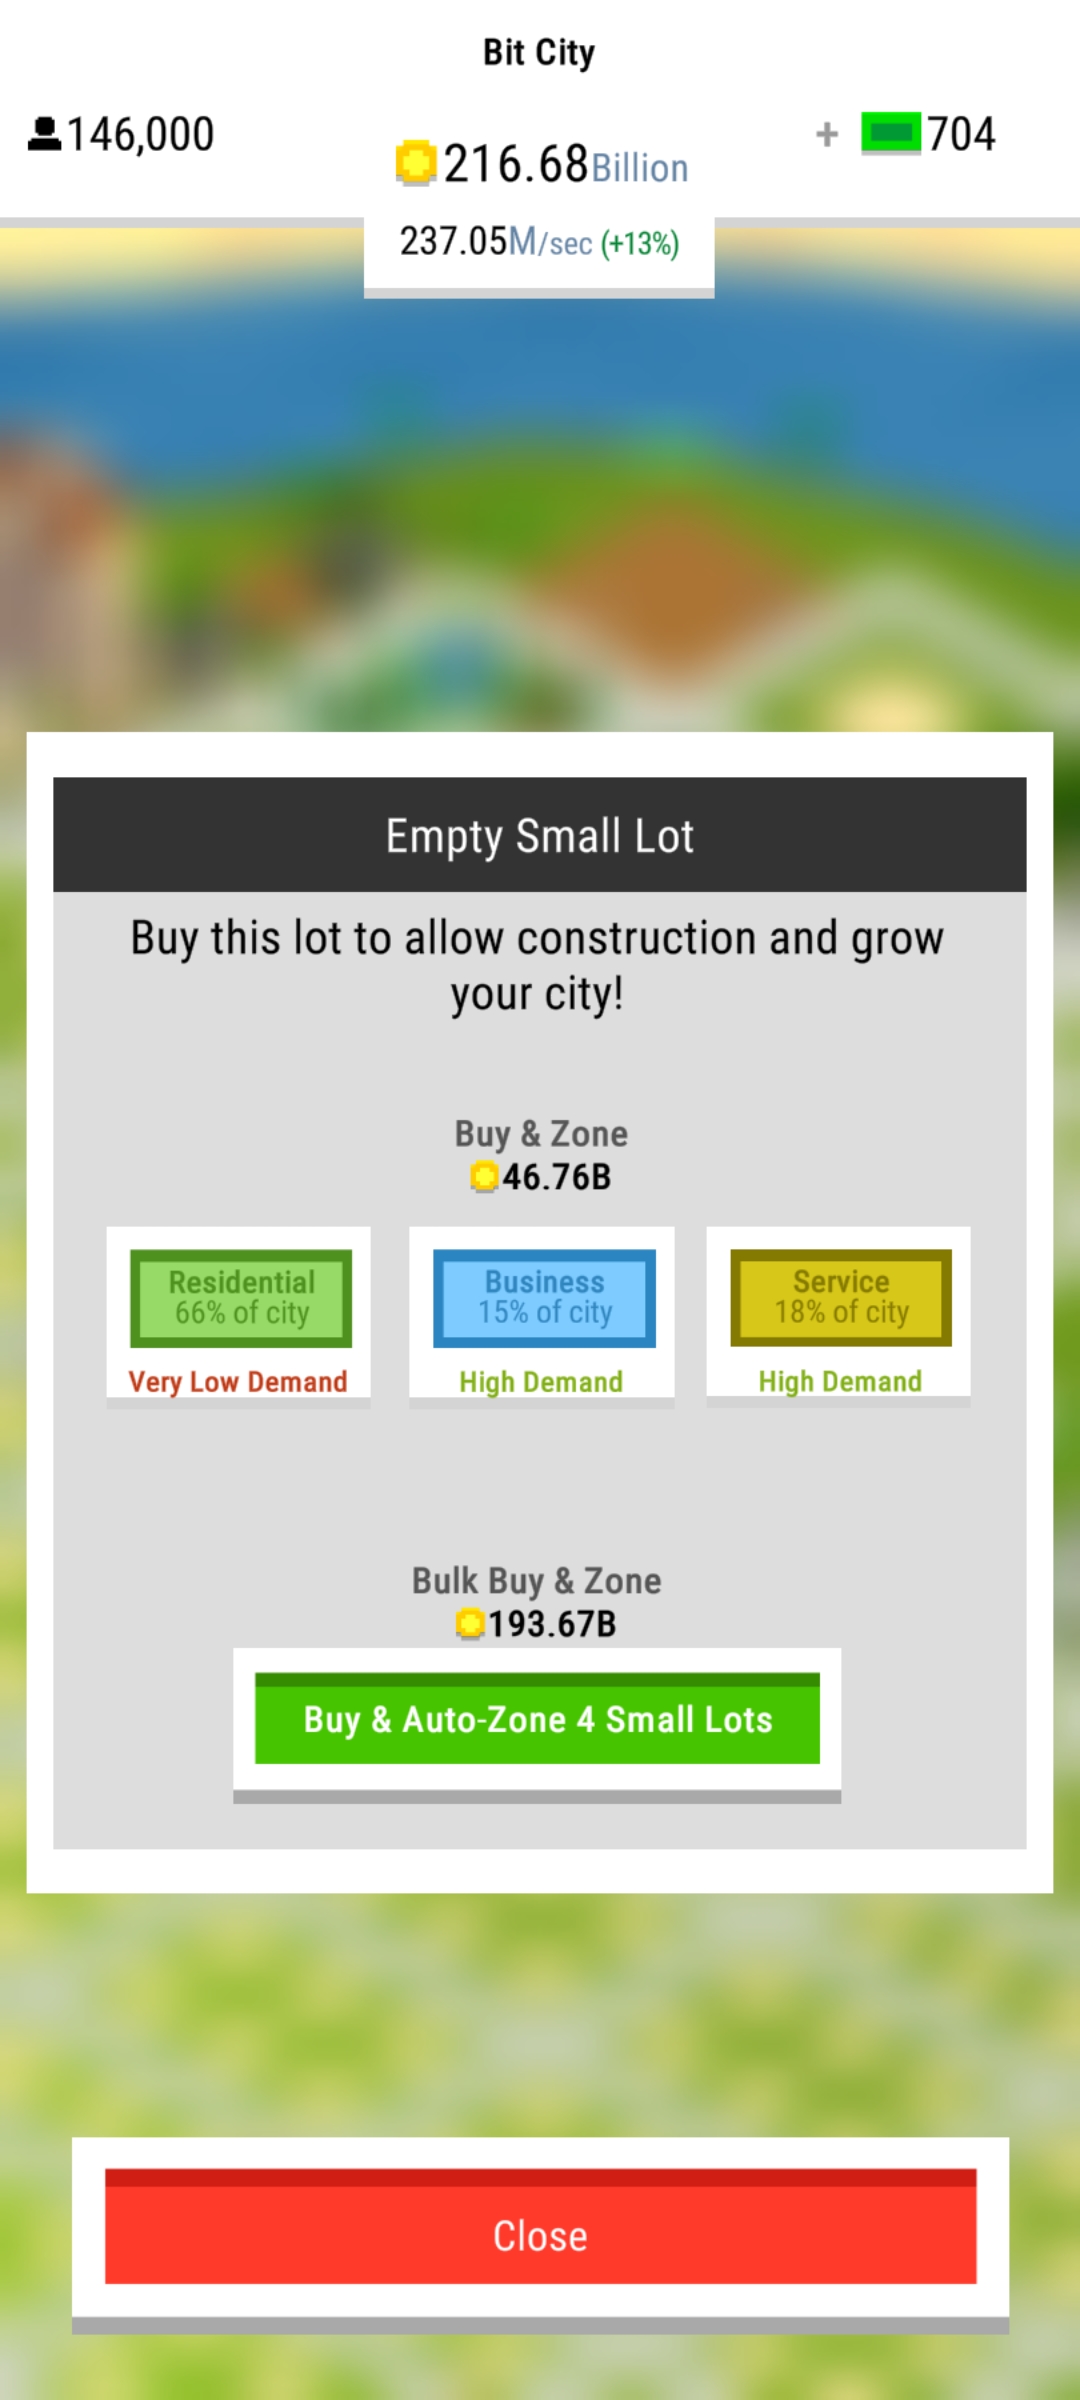 Bit City
146,000
216.68Billion
+ 704
237.05M/sec (+13%)
Empty Small Lot
Buy this lot to allow construction and grow
your city!
Buy & Zone
46.76B
Residential
66% of city
Very Low Demand
Business
15% of city
High Demand
Service
18% of city
High Demand
Bulk Buy & Zone
193.67B
Buy & Auto-Zone 4 Small Lots
Close